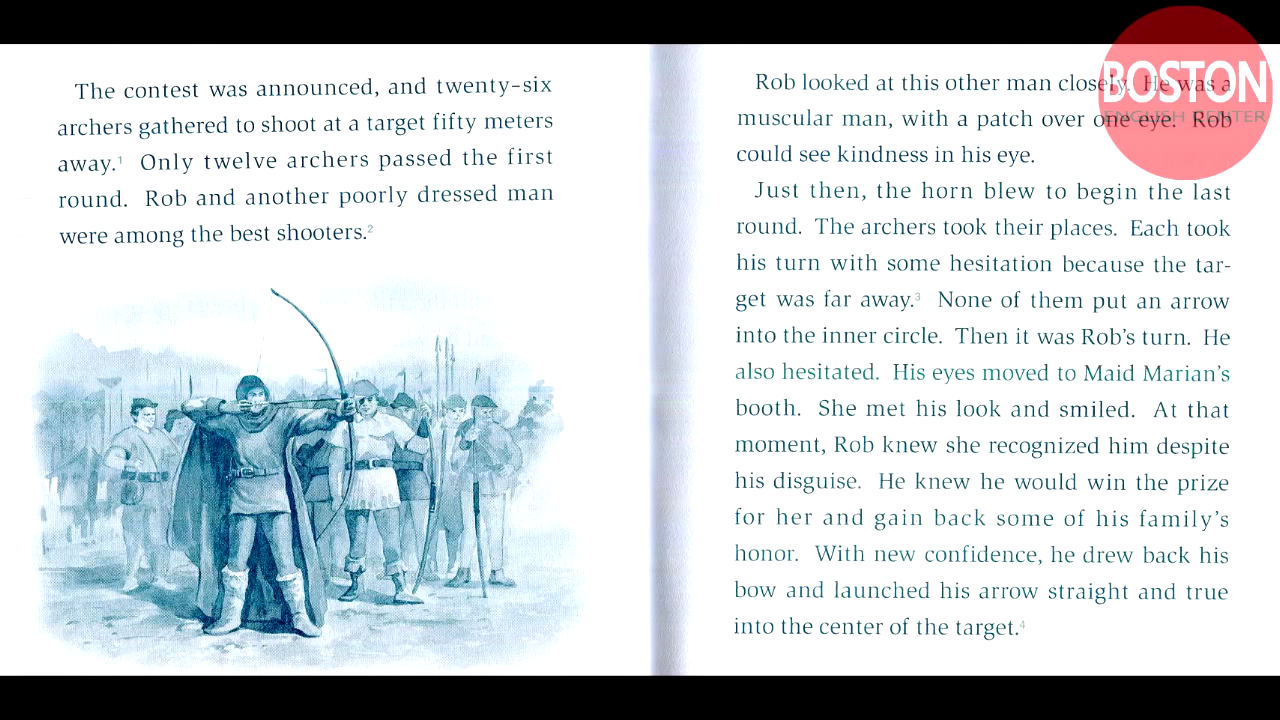 The contest was announced, and twenty-six
archers gathered to shoot at a target fifty meters
away.¹ Only twelve archers passed the first
round. Rob and another poorly dressed man
were among the best shooters.²
Rob looked at this other man closely. He was a
muscular man, with a patch over one eye. Rob
could see kindness in his eye.
Just then, the horn blew to begin the last
round. The archers took their places. Each took
his turn with some hesitation because the tar-
get was far away.³ None of them put an arrow
into the inner circle. Then it was Rob's turn. He
also hesitated. His eyes moved to Maid Marian's
booth. She met his look and smiled. At that
moment, Rob knew she recognized him despite
his disguise. He knew he would win the prize
for her and gain back some of his family's
honor. With new confidence, he drew back his
bow and launched his arrow straight and true
into the center of the target.⁴
BOSTON
ENGLISH CENTER